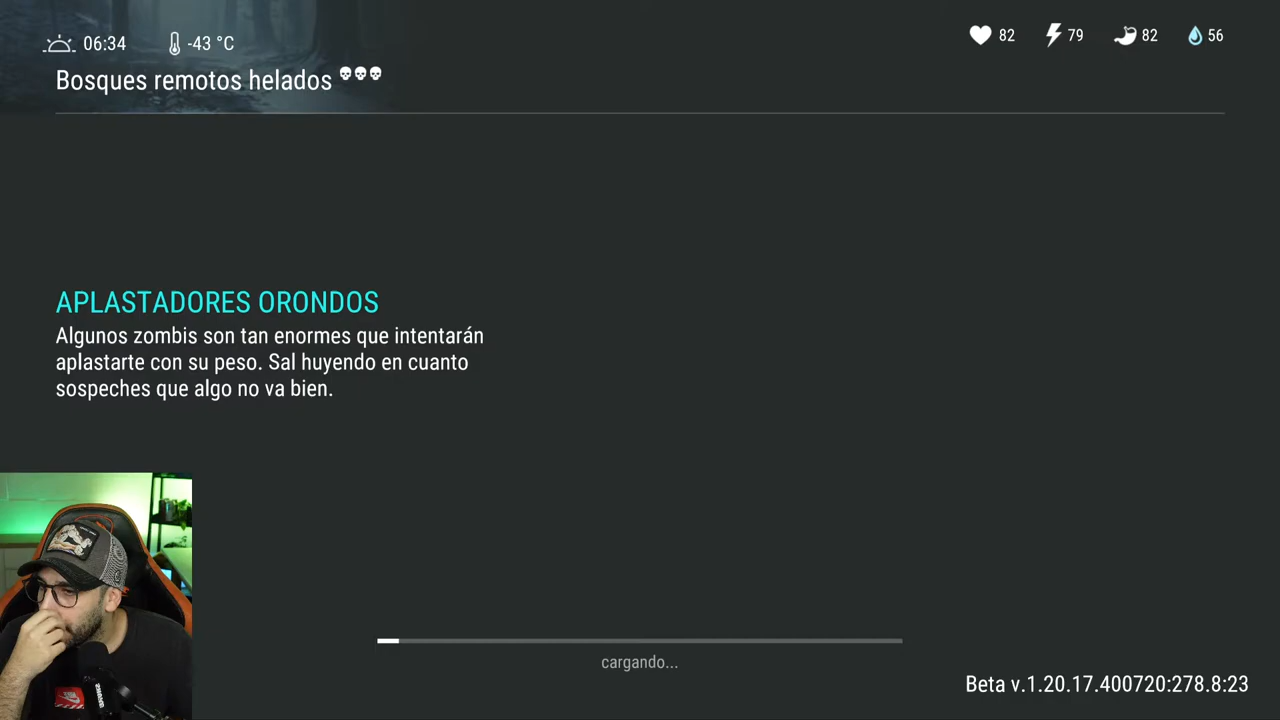 06:34 -43 °C
82 79 82 56
Bosques remotos helados
APLASTADORES ORONDOS
Algunos zombis son tan enormes que intentarán
aplastarte con su peso. Sal huyendo en cuanto
sospeches que algo no va bien.
cargando...
Beta v.1.20.17.400720:278.8:23